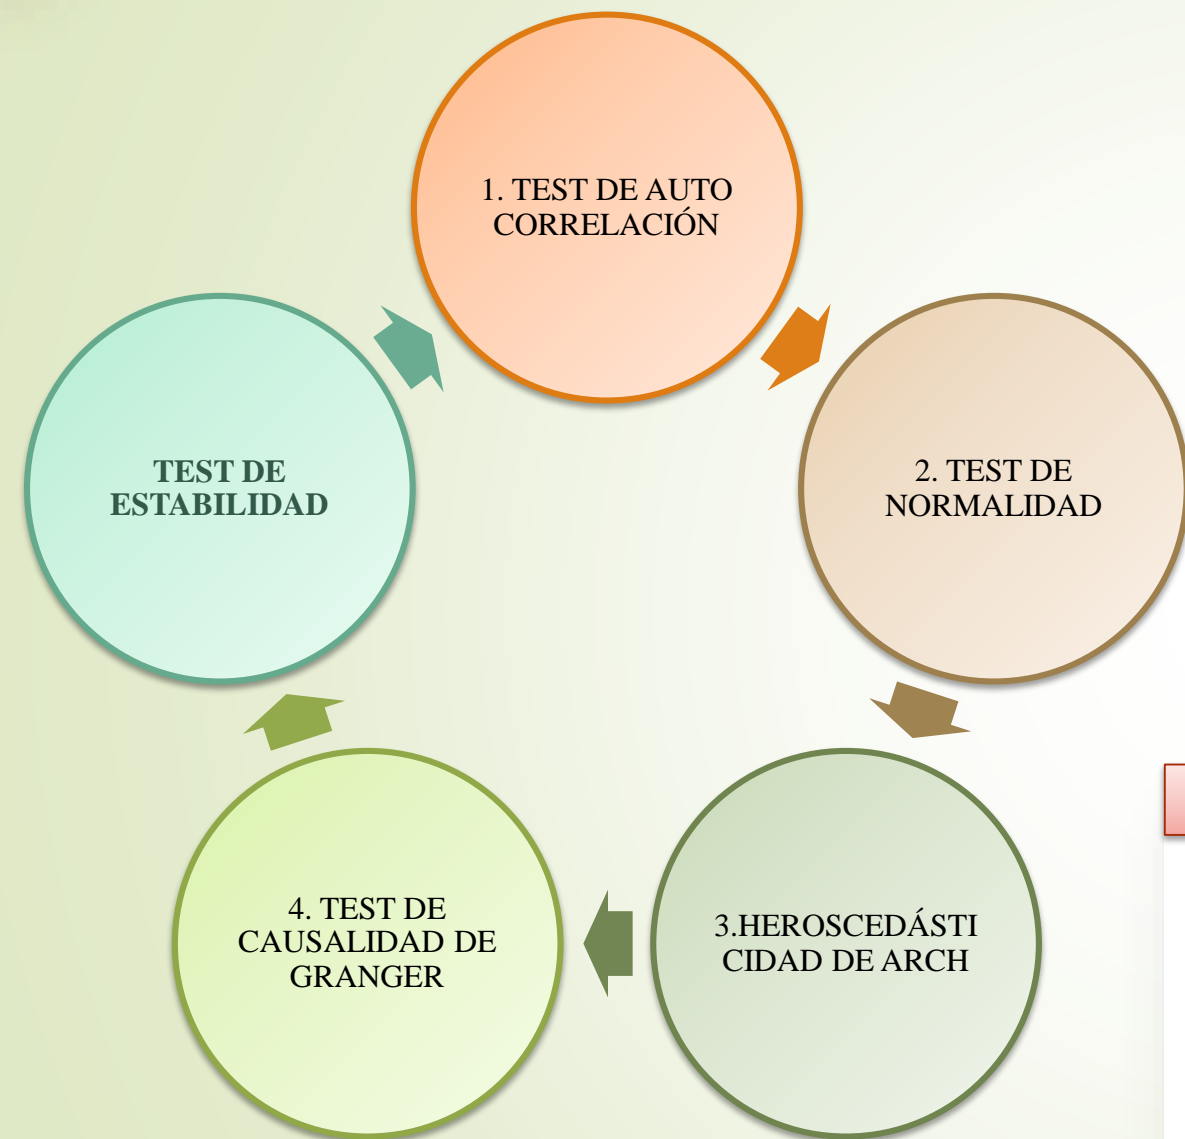 1. TEST DE AUTO
CORRELACIÓN
2. TEST DE
NORMALIDAD
3.HEROSCEDÁSTI
CIDAD DE ARCH
4. TEST DE
CAUSALIDAD DE
GRANGER
TEST DE
ESTABILIDAD